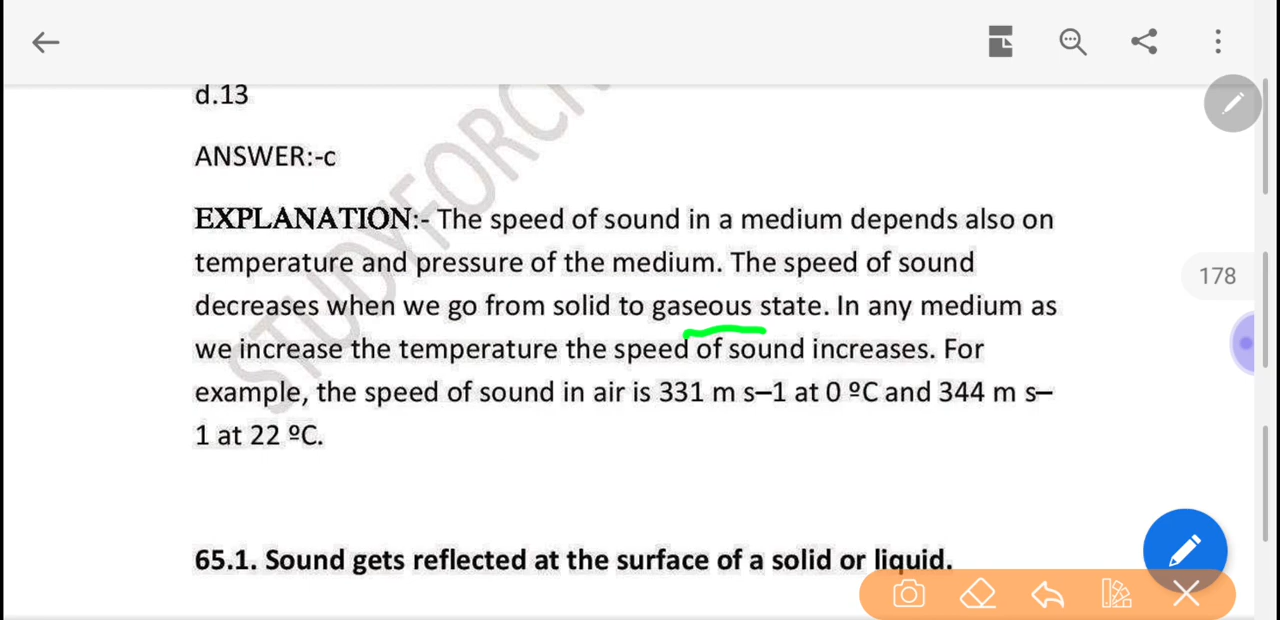 d.13
ANSWER:-c
EXPLANATION:- The speed of sound in a medium depends also on
temperature and pressure of the medium. The speed of sound
decreases when we go from solid to gaseous state. In any medium as
178
we increase the temperature the speed of sound increases. For
example, the speed of sound in air is 331 m s–1 at 0 ºC and 344 m s–
1 at 22 ºC.
65.1. Sound gets reflected at the surface of a solid or liquid.